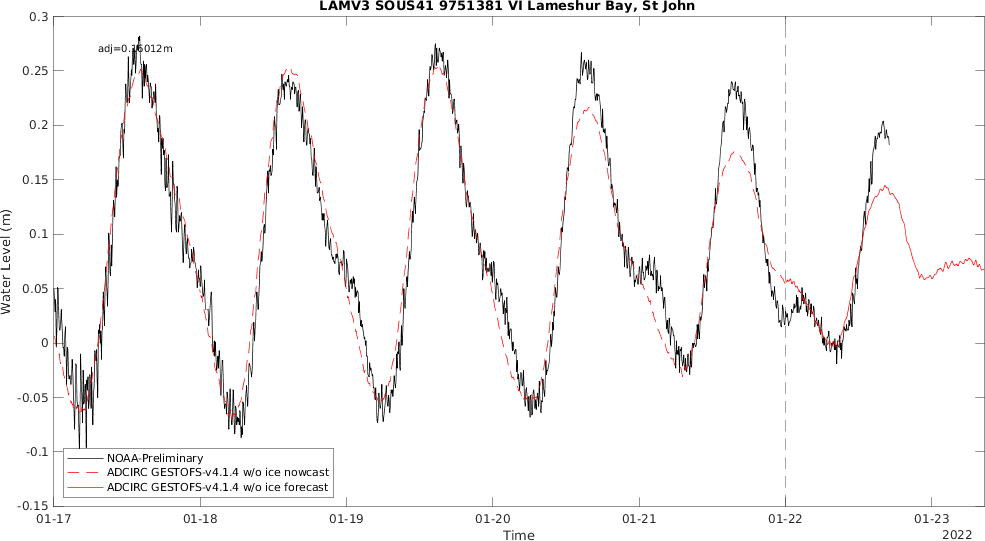 LAMV3 SOUS41 9751381 VI Lameshur Bay, St John
adj=0.16012m
0.3
0.25
0.2
0.15
0.1
0.05
0
-0.05
-0.1
-0.15
Water Level (m)
NOAA-Preliminary
ADCIRC GESTOFS-v4.1.4 w/o ice nowcast
ADCIRC GESTOFS-v4.1.4 w/o ice forecast
01-17 01-18 01-19 01-20 01-21 01-22 01-23
Time
2022